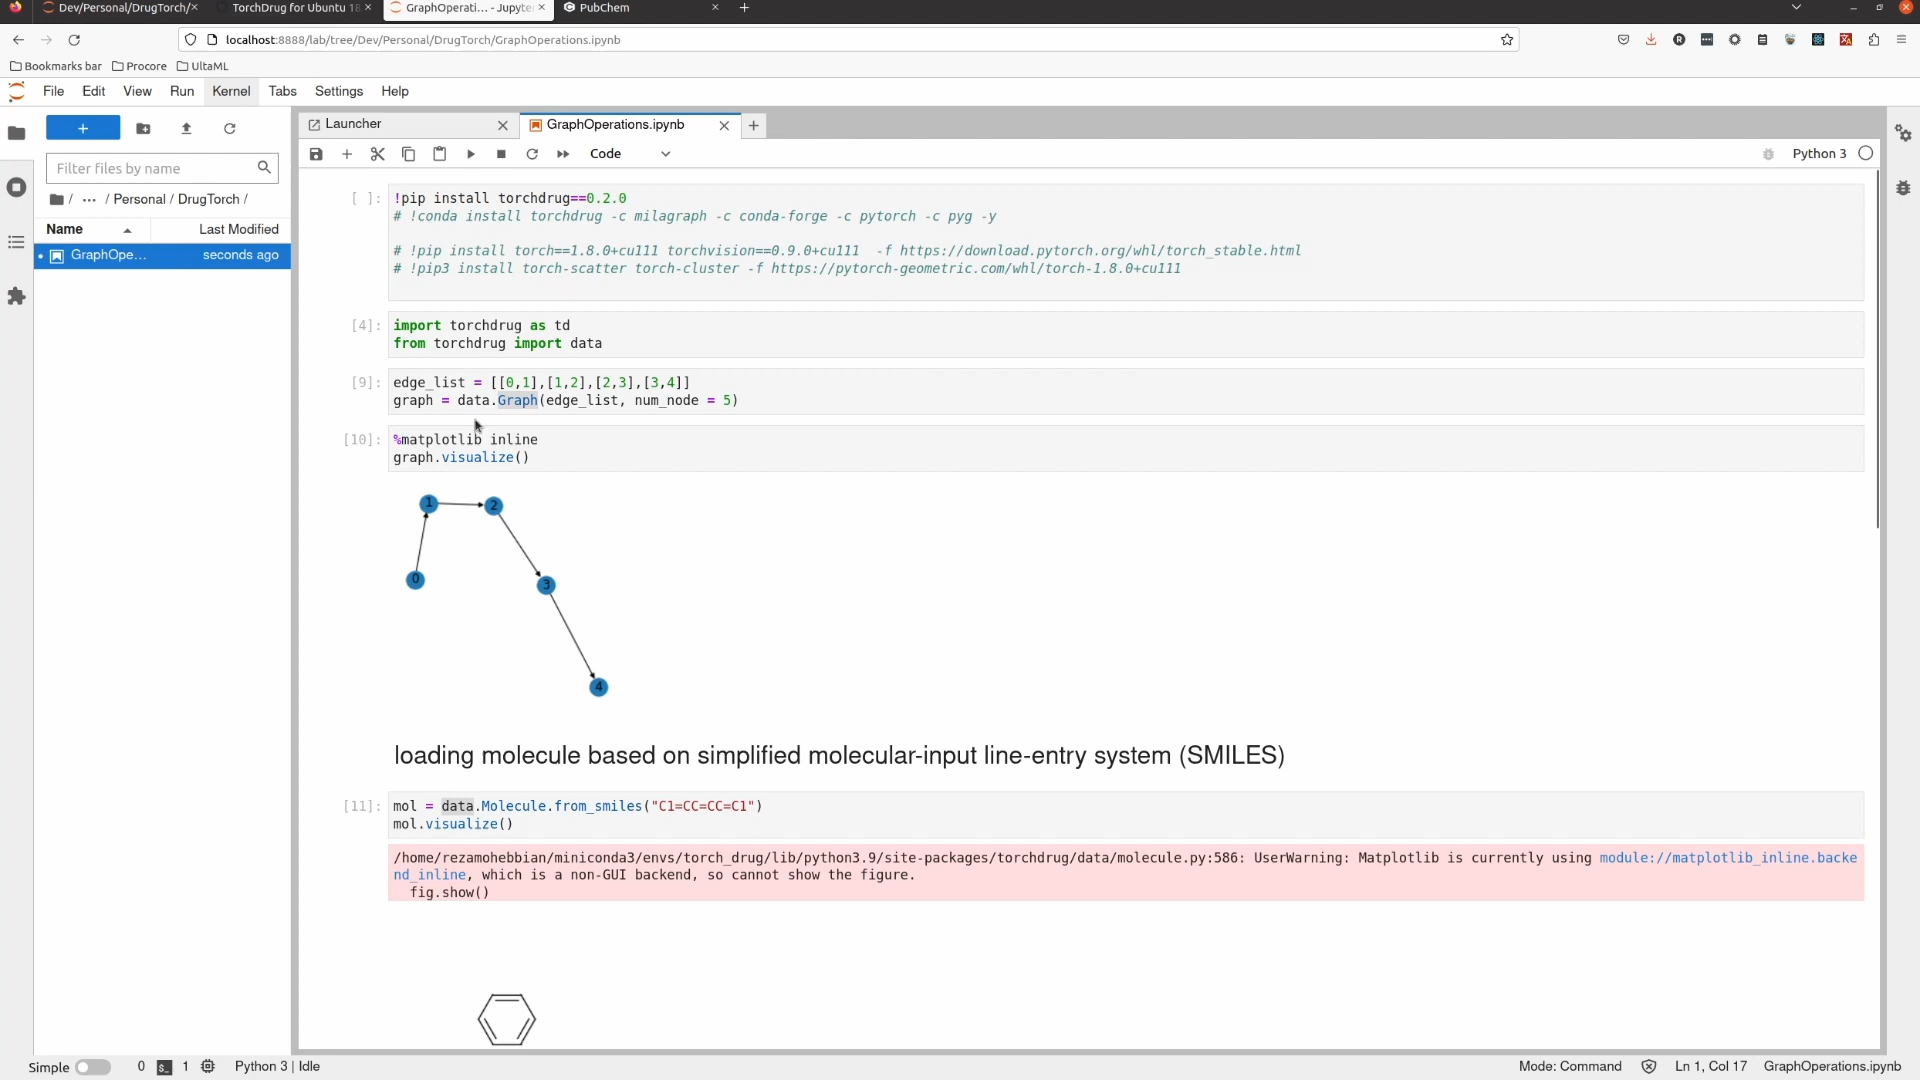 Dev/Personal/DrugTorch/
TorchDrug for Ubuntu 18
GraphOperati… - Jupyte
PubChem
localhost:8888/lab/tree/Dev/Personal/DrugTorch/GraphOperations.ipynb
Bookmarks bar
Procore
UltaML
File Edit View Run Kernel Tabs Settings Help
Launcher
GraphOperations.ipynb
Code
Python 3
Filter files by name
/ ... / Personal / DrugTorch /
Name
Last Modified
GraphOpe...
seconds ago
[ ]:
!pip install torchdrug==0.2.0
# !conda install torchdrug -c milagraph -c conda-forge -c pytorch -c pyg -y
# !pip install torch==1.8.0+cu111 torchvision==0.9.0+cu111  -f https://download.pytorch.org/whl/torch_stable.html
# !pip3 install torch-scatter torch-cluster -f https://pytorch-geometric.com/whl/torch-1.8.0+cu111
[4]:
import torchdrug as td
from torchdrug import data
[9]:
edge_list = [[0,1],[1,2],[2,3],[3,4]]
graph = data.Graph(edge_list, num_node = 5)
[10]:
%matplotlib inline
graph.visualize()
1
2
0
3
4
loading molecule based on simplified molecular-input line-entry system (SMILES)
[11]:
mol = data.Molecule.from_smiles("C1=CC=CC=C1")
mol.visualize()
/home/rezamohebbian/miniconda3/envs/torch_drug/lib/python3.9/site-packages/torchdrug/data/molecule.py:586: UserWarning: Matplotlib is currently using module://matplotlib_inline.backe
nd_inline, which is a non-GUI backend, so cannot show the figure.
fig.show()
Simple
0
1
Python 3 | Idle
Mode: Command
Ln 1, Col 17
GraphOperations.ipynb